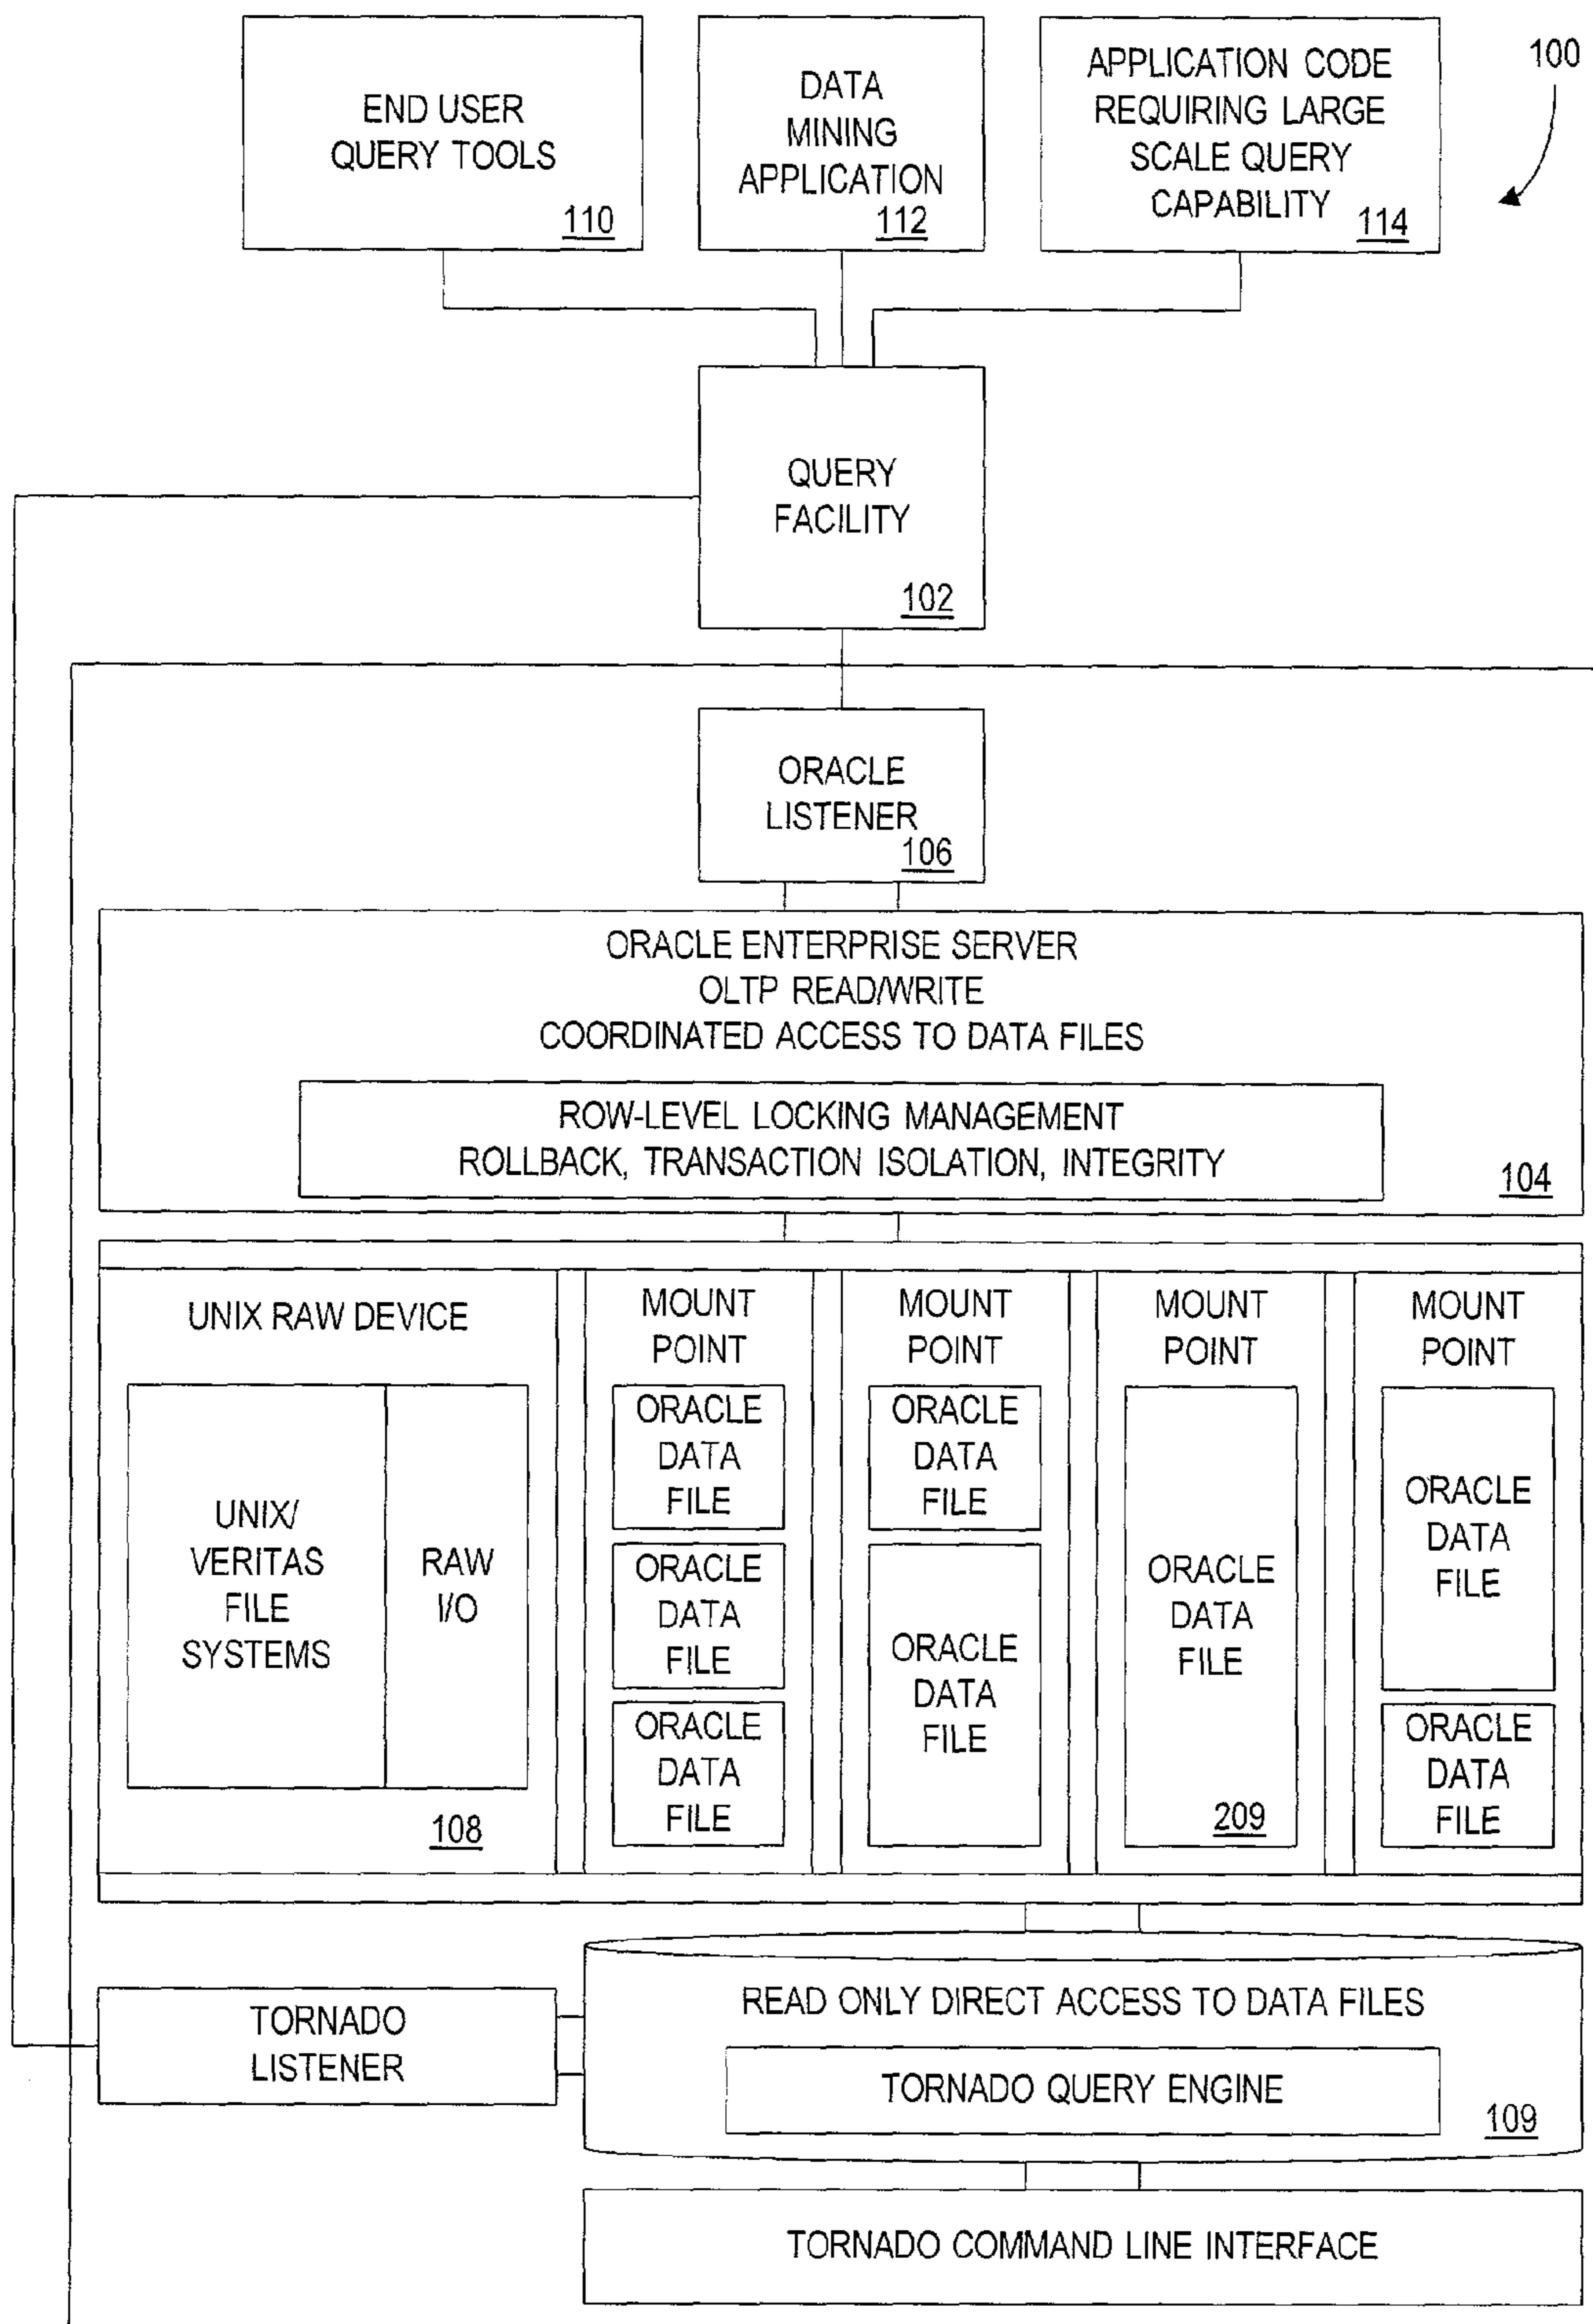 END USER
QUERY TOOLS
110
DATA
MINING
APPLICATION
112
APPLICATION CODE
REQUIRING LARGE
SCALE QUERY
CAPABILITY
114
100
QUERY
FACILITY
102
ORACLE
LISTENER
106
ORACLE ENTERPRISE SERVER
OLTP READ/WRITE
COORDINATED ACCESS TO DATA FILES
ROW-LEVEL LOCKING MANAGEMENT
ROLLBACK, TRANSACTION ISOLATION, INTEGRITY
104
UNIX RAW DEVICE
UNIX/
VERITAS
FILE
SYSTEMS
RAW
I/O
108
MOUNT
POINT
ORACLE
DATA
FILE
ORACLE
DATA
FILE
ORACLE
DATA
FILE
MOUNT
POINT
ORACLE
DATA
FILE
ORACLE
DATA
FILE
MOUNT
POINT
ORACLE
DATA
FILE
209
MOUNT
POINT
ORACLE
DATA
FILE
ORACLE
DATA
FILE
TORNADO
LISTENER
READ ONLY DIRECT ACCESS TO DATA FILES
TORNADO QUERY ENGINE
109
TORNADO COMMAND LINE INTERFACE